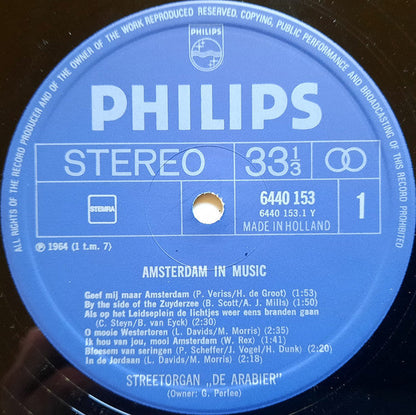 ALL RIGHTS OF THE RECORD PRODUCER AND OF THE OWNER OF THE WORK REPRODUCED RESERVED. COPYING, PUBLIC PERFORMANCE AND BROADCASTING OF THIS RECORD PROHIBITED
PHILIPS
PHILIPS
STEREO 33 1/3
STEMRA
6440 153
6440 153.1 Y
MADE IN HOLLAND
1
℗ 1964 (1 t.m. 7)
AMSTERDAM IN MUSIC
Geef mij maar Amsterdam (P. Veriss/H. de Groot) (1:53)
By the side of the Zuyderzee (B. Scott/A. J. Mills) (1:50)
Als op het Leidseplein de lichtjes weer eens branden gaan
(C. Steyn/B. van Eyck) (2:30)
O mooie Westertoren (L. Davids/M. Morris) (2:35)
Ik hou van jou, mooi Amsterdam (W. Rex) (1:41)
Bloesem van seringen (P. Scheffer/J. Vogel/H. Dunk) (2:20)
In de Jordaan (L. Davids/M. Morris) (2:18)
STREETORGAN „DE ARABIER"
(Owner: G. Perlee)